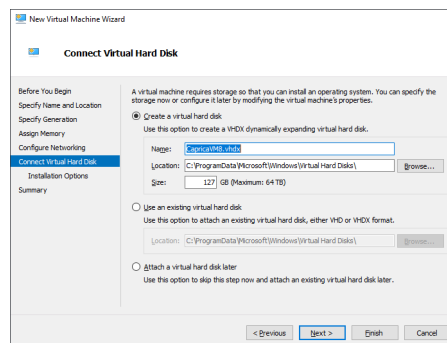 New Virtual Machine Wizard
Connect Virtual Hard Disk
Before You Begin
Specify Name and Location
Specify Generation
Assign Memory
Configure Networking
Connect Virtual Hard Disk
Installation Options
Summary
A virtual machine requires storage so that you can install an operating system. You can specify the
storage now or configure it later by modifying the virtual machine's properties.
Create a virtual hard disk
Use this option to create a VHDX dynamically expanding virtual hard disk.
Name: CapricaVM8.vhdx
Location: C:\ProgramData\Microsoft\Windows\Virtual Hard Disks\ Browse...
Size: 127 GB (Maximum: 64 TB)
Use an existing virtual hard disk
Use this option to attach an existing virtual hard disk, either VHD or VHDX format.
Location: C:\ProgramData\Microsoft\Windows\Virtual Hard Disks\ Browse...
Attach a virtual hard disk later
Use this option to skip this step now and attach an existing virtual hard disk later.
< Previous Next > Finish Cancel